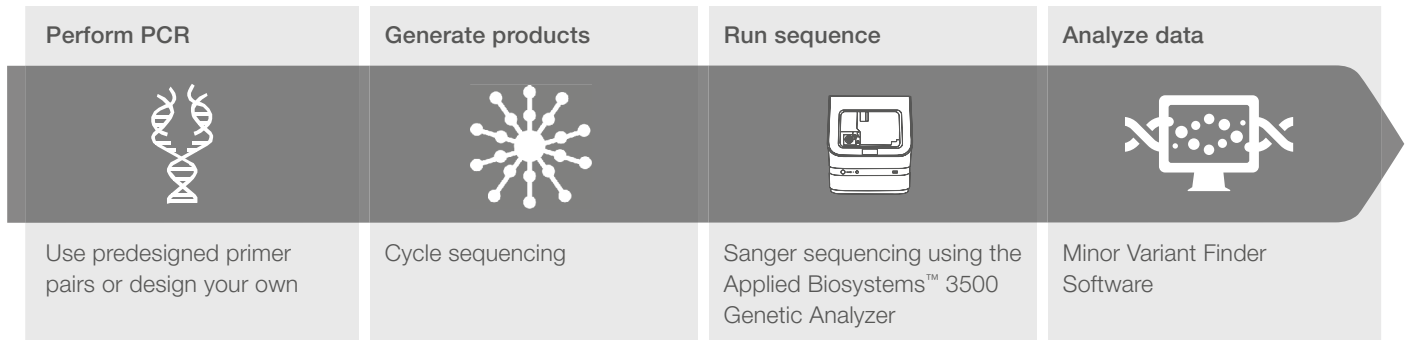 Perform PCR
Use predesigned primer
pairs or design your own
Generate products
Cycle sequencing
Run sequence
Sanger sequencing using the
Applied Biosystems™ 3500
Genetic Analyzer
Analyze data
Minor Variant Finder
Software